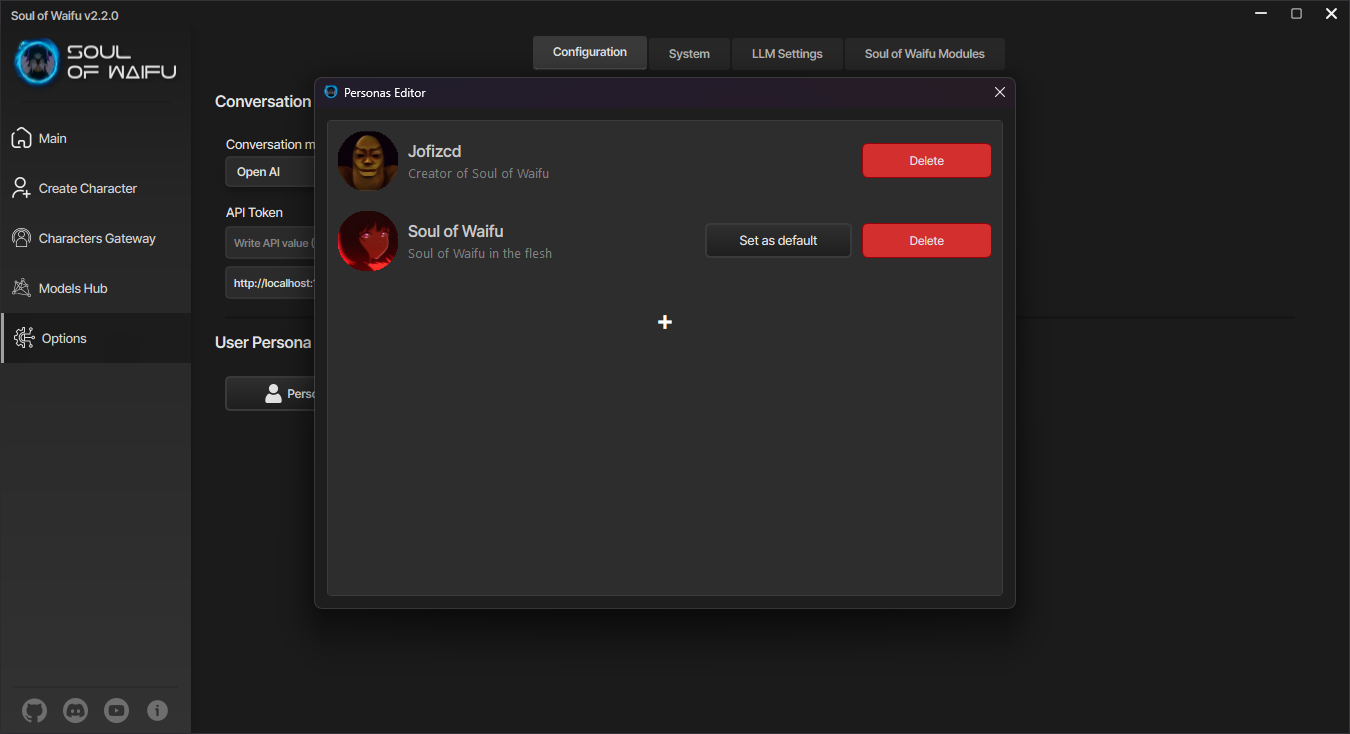 Soul of Waifu v2.2.0
SOUL
OF WAIFU
Main
Create Character
Characters Gateway
Models Hub
Options
Configuration
System
LLM Settings
Soul of Waifu Modules
Conversation
Conversation m
Open AI
API Token
Write API value (
http://localhost:
User Persona
Perso
Personas Editor
Jofizcd
Creator of Soul of Waifu
Delete
Soul of Waifu
Soul of Waifu in the flesh
Set as default
Delete